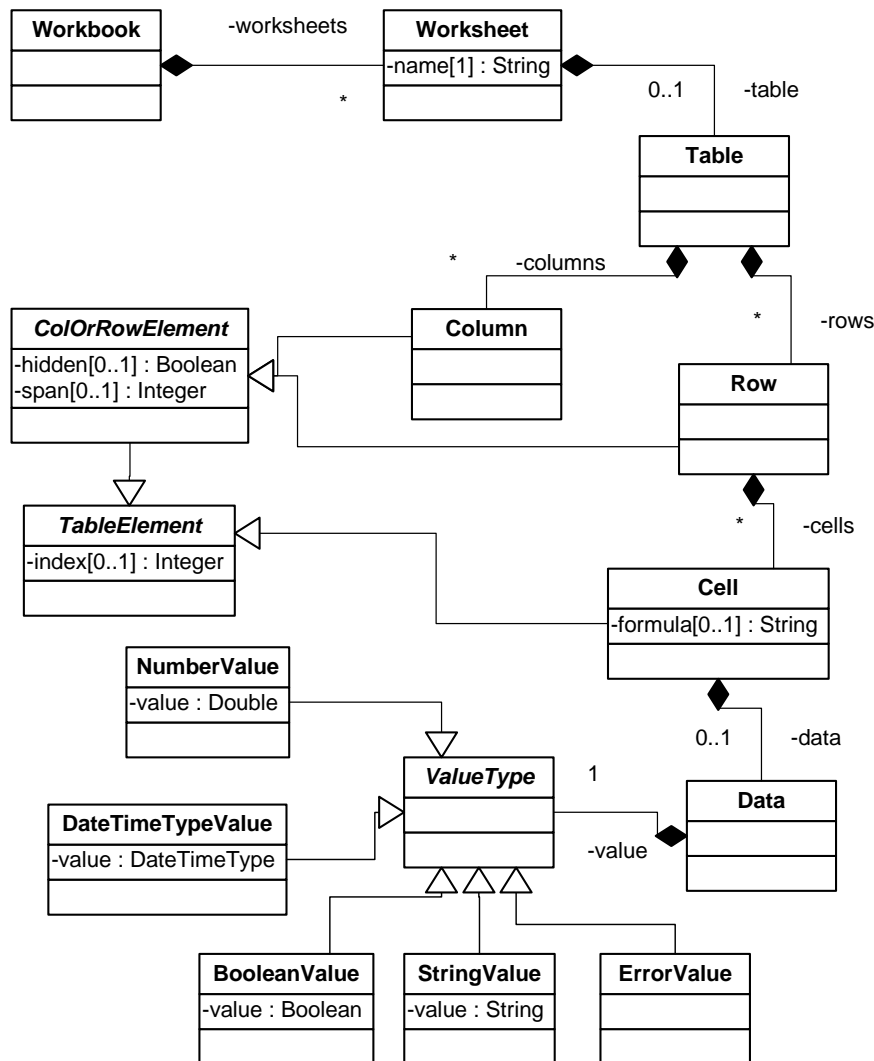 Workbook
-worksheets
Worksheet
-name[1] : String
*
0..1
-table
Table
*
-columns
ColOrRowElement
-hidden[0..1] : Boolean
-span[0..1] : Integer
Column
*
-rows
Row
TableElement
-index[0..1] : Integer
*
-cells
Cell
-formula[0..1] : String
NumberValue
-value : Double
0..1
-data
ValueType
1
Data
DateTimeTypeValue
-value : DateTimeType
-value
BooleanValue
-value : Boolean
StringValue
-value : String
ErrorValue